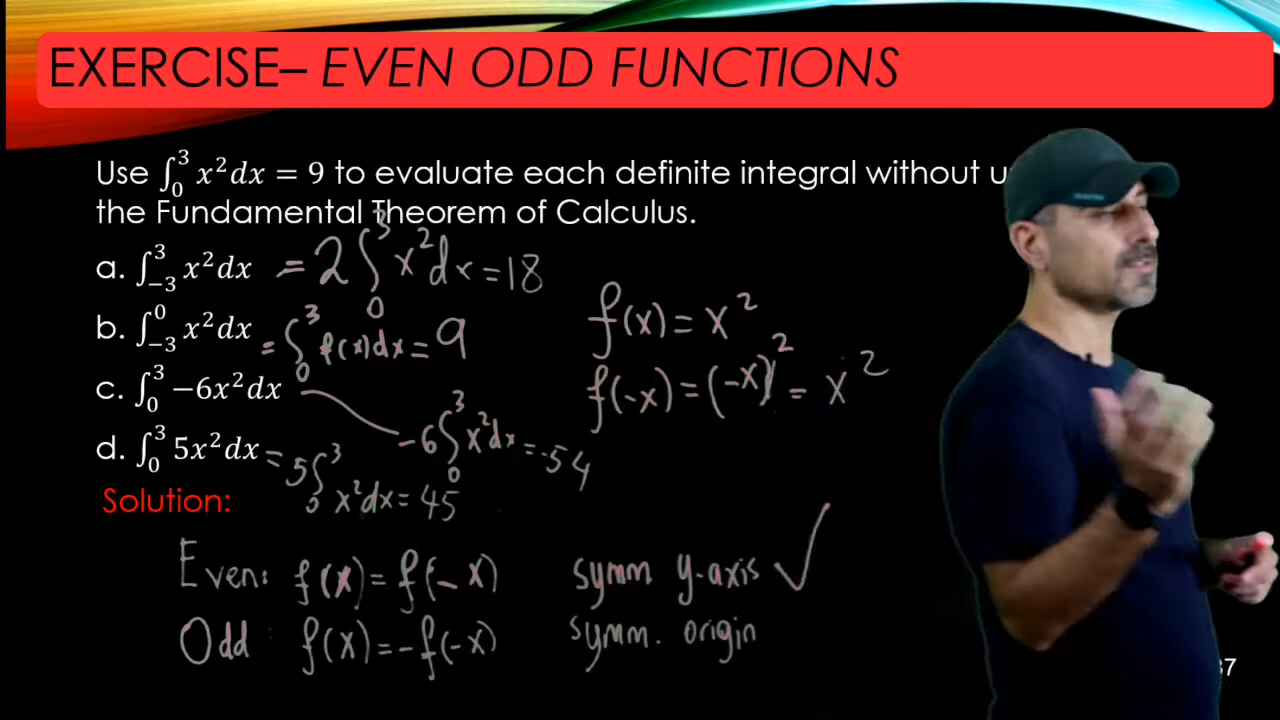 EXERCISE– EVEN ODD FUNCTIONS
Use ∫₀³ x²dx = 9 to evaluate each definite integral without
the Fundamental Theorem of Calculus.
a. ∫₋₃³ x²dx = 2 ∫₀³ x²dx = 18
f(x) = x²
b. ∫₋₃⁰ x²dx = ∫₀³ f(x)dx = 9
f(-x) = (-x)² = x²
c. ∫₀³ −6x²dx -6 ∫₀³ x²dx = -54
d. ∫₀³ 5x²dx = 5 ∫₀³ x²dx = 45
Solution:
Even: f(x) = f(-x) symm y-axis ✓
Odd: f(x) = -f(-x) symm. origin
37